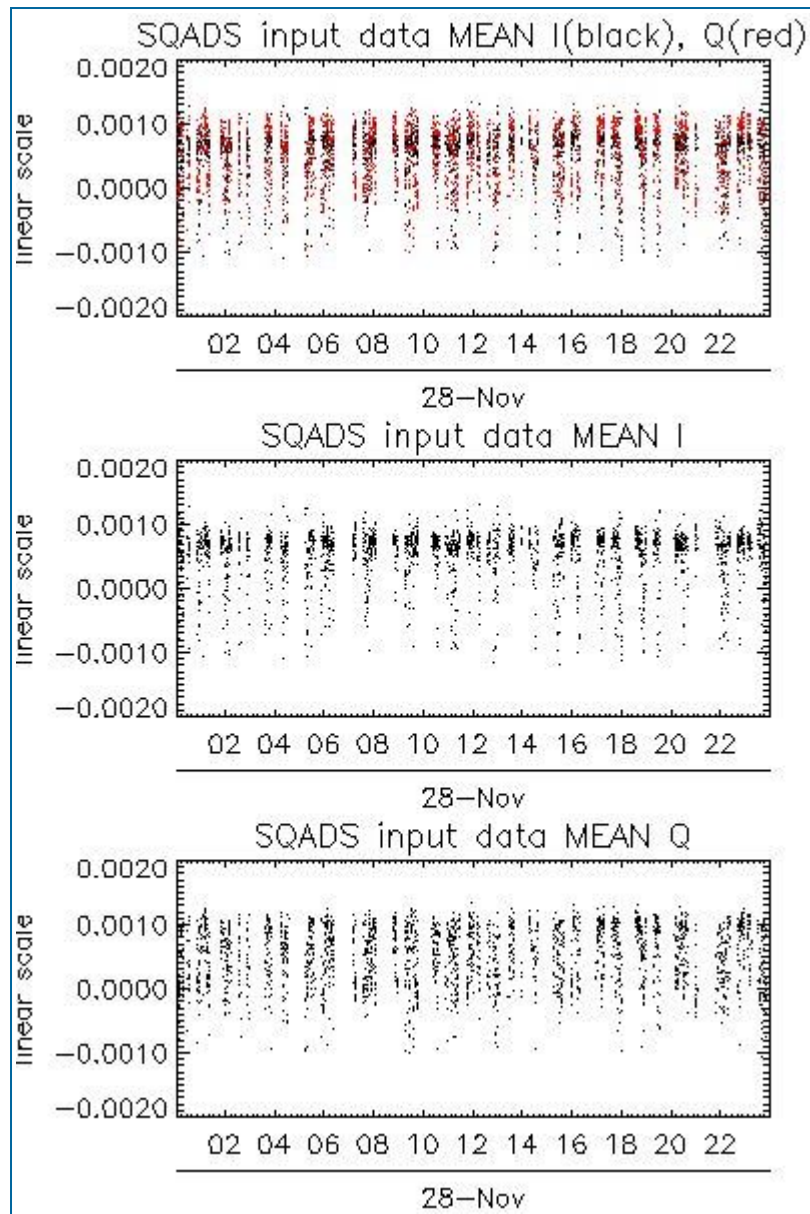 SQADS input data MEAN I(black), Q(red)
linear scale
0.0020
0.0010
0.0000
-0.0010
-0.0020
02 04 06 08 10 12 14 16 18 20 22
28-Nov
SQADS input data MEAN I
linear scale
0.0020
0.0010
0.0000
-0.0010
-0.0020
02 04 06 08 10 12 14 16 18 20 22
28-Nov
SQADS input data MEAN Q
linear scale
0.0020
0.0010
0.0000
-0.0010
-0.0020
02 04 06 08 10 12 14 16 18 20 22
28-Nov